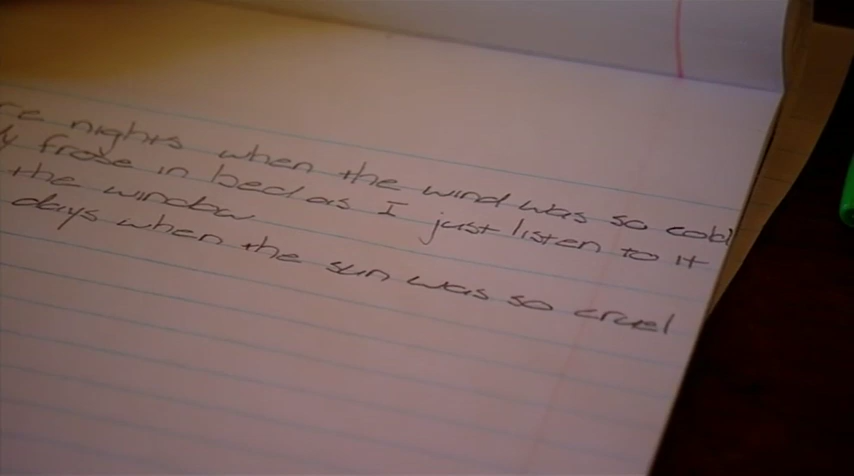 nights when the wind was so cold
froze in bed as I just listen to it
the window
days when the sun was so cruel